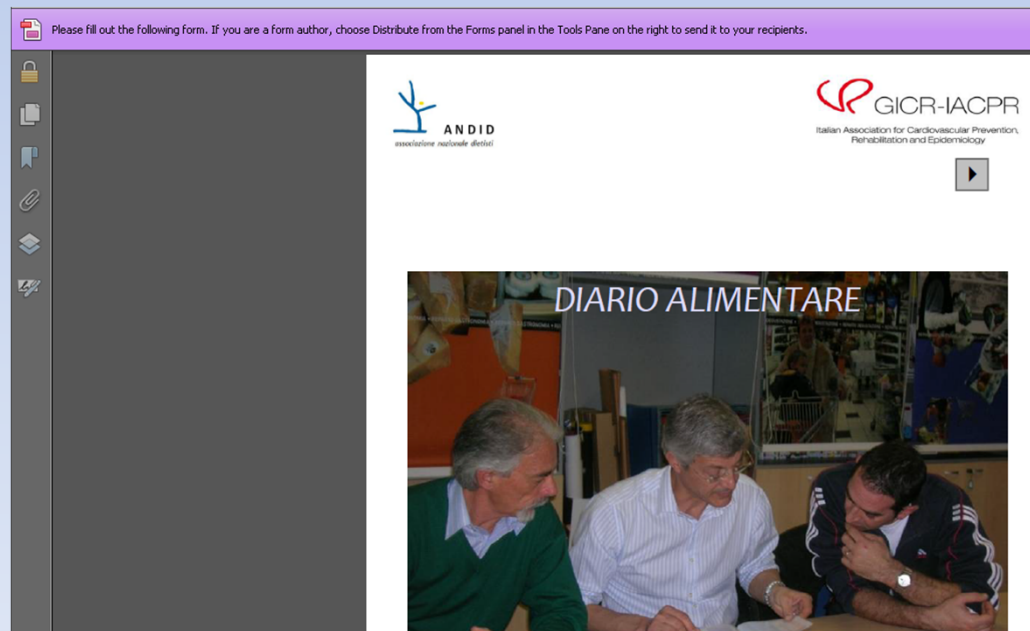 Please fill out the following form. If you are a form author, choose Distribute from the Forms panel in the Tools Pane on the right to send it to your recipients.
ANDID
associazione nazionale dietisti
GICR-IACPR
Italian Association for Cardiovascular Prevention,
Rehabilitation and Epidemiology
DIARIO ALIMENTARE